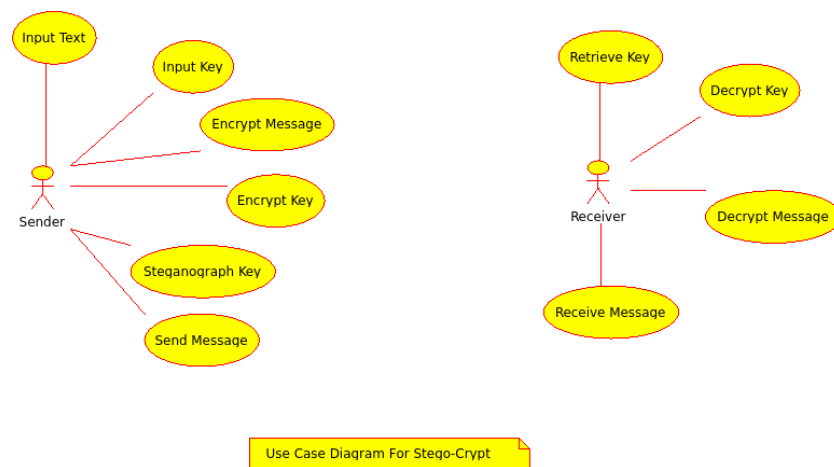 Input Text
Input Key
Encrypt Message
Encrypt Key
Sender
Steganograph Key
Send Message
Retrieve Key
Decrypt Key
Receiver
Decrypt Message
Receive Message
Use Case Diagram For Stego-Crypt